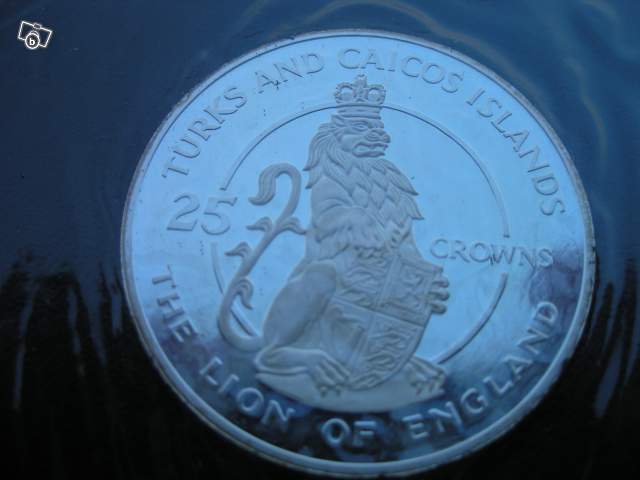 TURKS AND CAICOS ISLANDS
25 CROWNS
THE LION OF ENGLAND